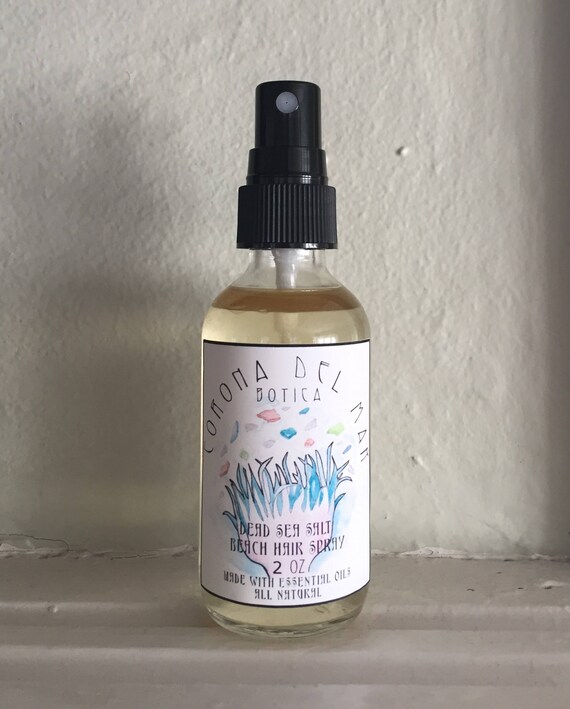 CORONA DEL MAR
BOTICA
DEAD SEA SALT
BEACH HAIR SPRAY
2 OZ
MADE WITH ESSENTIAL OILS
ALL NATURAL